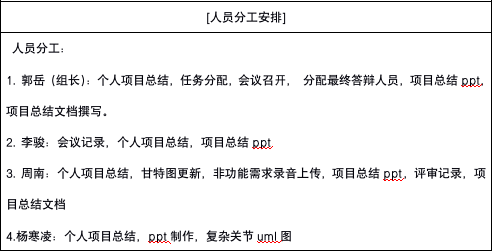 [人员分工安排]
人员分工：
1. 郭岳（组长）：个人项目总结，任务分配，会议召开， 分配最终答辩人员，项目总结 ppt，
项目总结文档撰写。
2. 李骏：会议记录，个人项目总结，项目总结 ppt
3. 周南：个人项目总结，甘特图更新，非功能需求录音上传，项目总结 ppt，评审记录，项
目总结文档
4.杨寒凌：个人项目总结，ppt 制作，复杂关节 uml 图